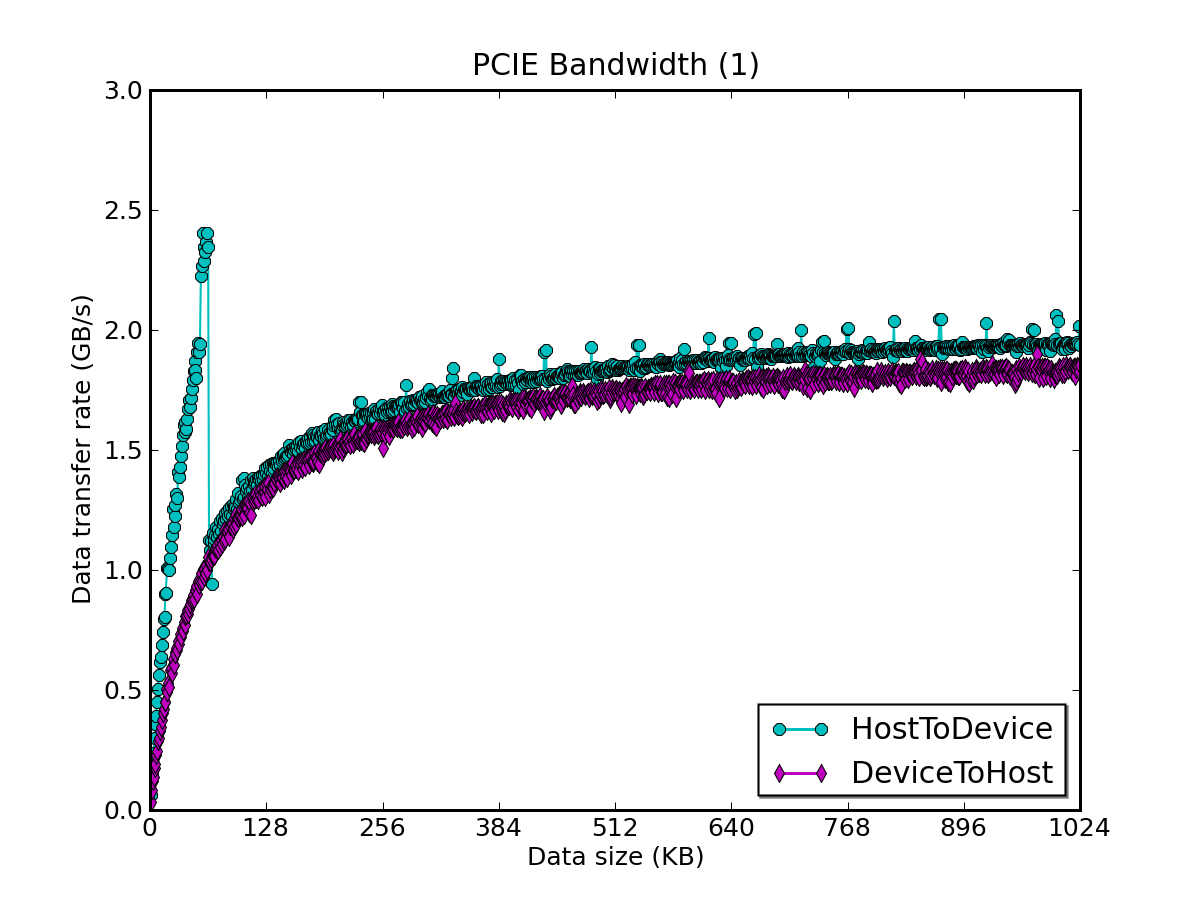 PCIE Bandwidth (1)
3.0
2.5
2.0
1.5
1.0
0.5
0.0
Data transfer rate (GB/s)
HostToDevice
DeviceToHost
0 128 256 384 512 640 768 896 1024
Data size (KB)